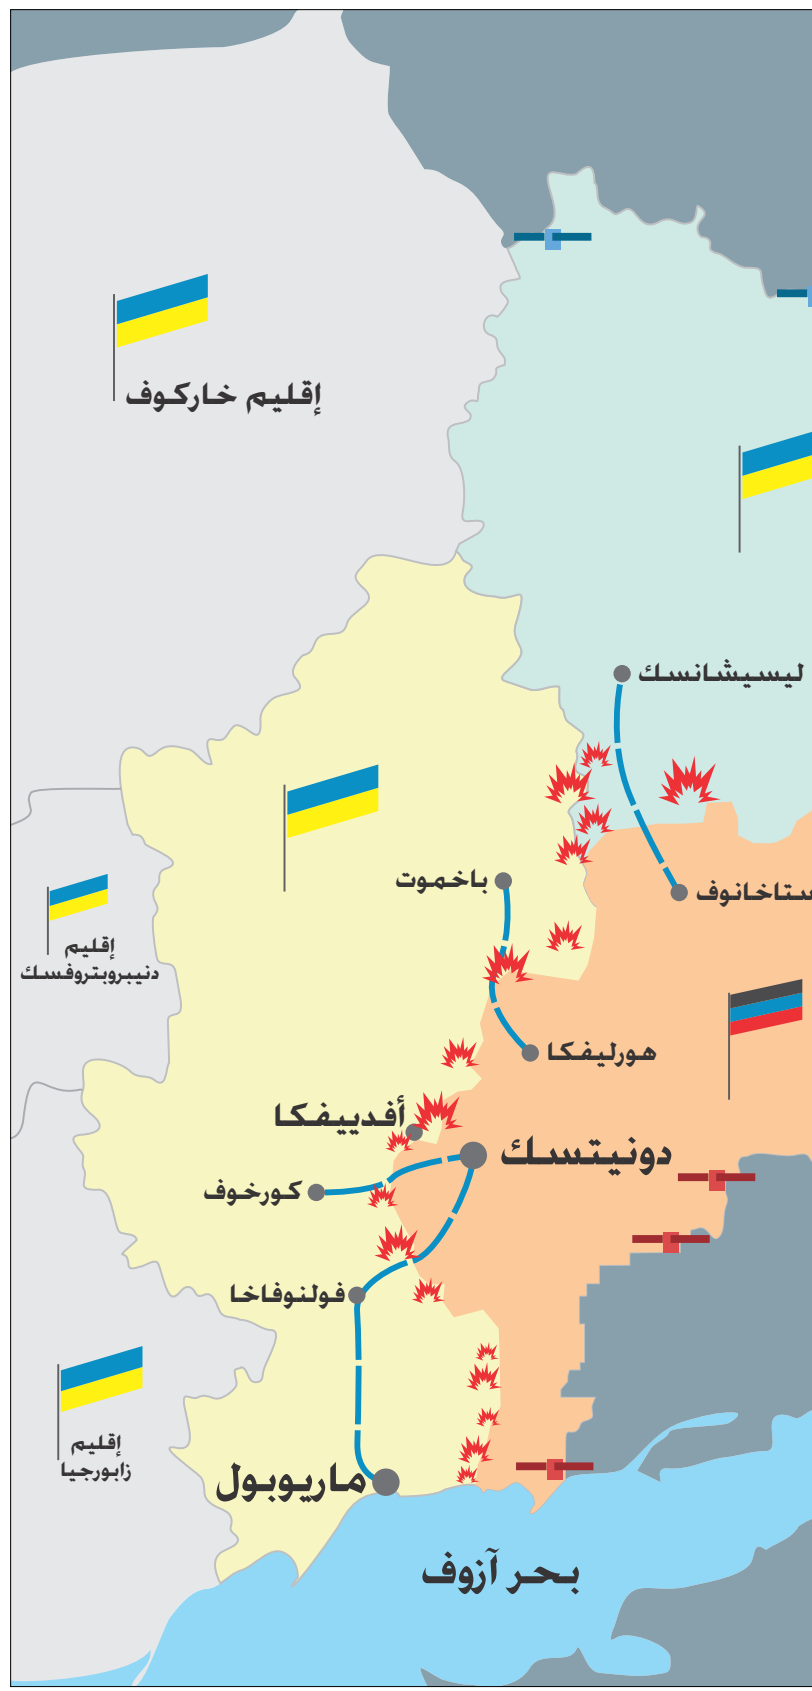 إقليم خاركوف
ليسيشانسك
باخموت
ستاخانوف
إقليم
دنيبروبتروفسك
هورليفكا
أفدييفكا
دونيتسك
كورخوف
فولنوفاخا
إقليم
زابورجيا
ماريوبول
بحر آزوف